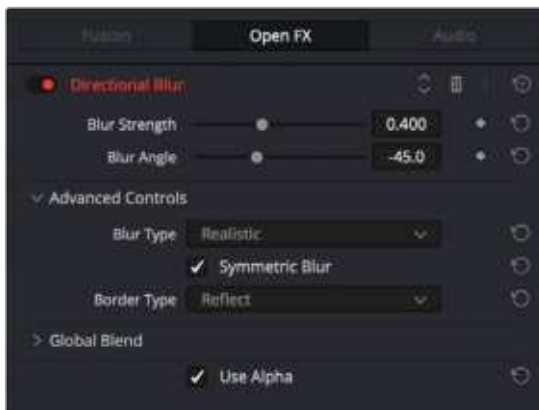 Fusion Open FX Audio
Directional Blur
Blur Strength 0.400
Blur Angle -45.0
Advanced Controls
Blur Type Realistic
Symmetric Blur
Border Type Reflect
Global Blend
Use Alpha